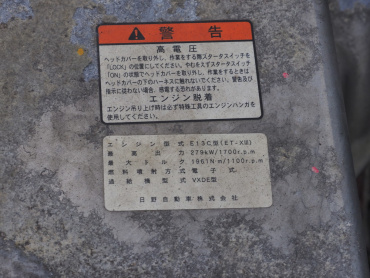 警告
高電圧
ヘッドカバーを取り外し、作業をする際スタータスイッチを
「LOCK」の位置にしてください。やむをえずスタータスイッチ
「ON」の状態でヘッドカバーを取り外し、作業をするときは
ヘッドカバーの下のハーネスに触れないでください。警告及び
指示に従わない場合、感電する恐れがあります。
エンジン脱着
エンジン吊り上げ時は必ず特殊工具のエンジンハンガを
使用してください。
エンジン型式 E13C型(ET-Ⅷ)
最高出力 279kW/1700r.p.m
最大トルク 1961N·m/1100r.p.m
燃料噴射方式 電子式
過給機型式 VXDE型
日野自動車株式会社